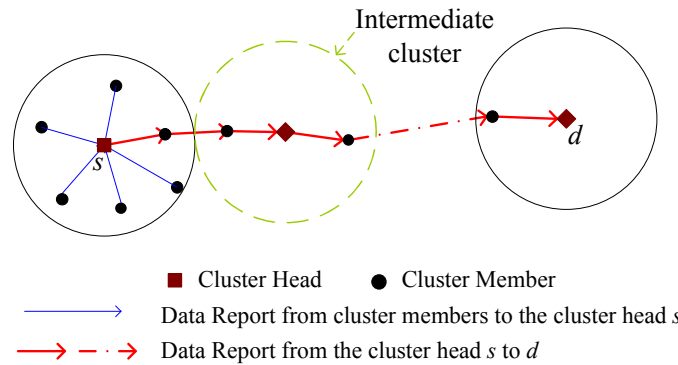 Intermediate
cluster
s
d
Cluster Head
Cluster Member
Data Report from cluster members to the cluster head s
Data Report from the cluster head s to d